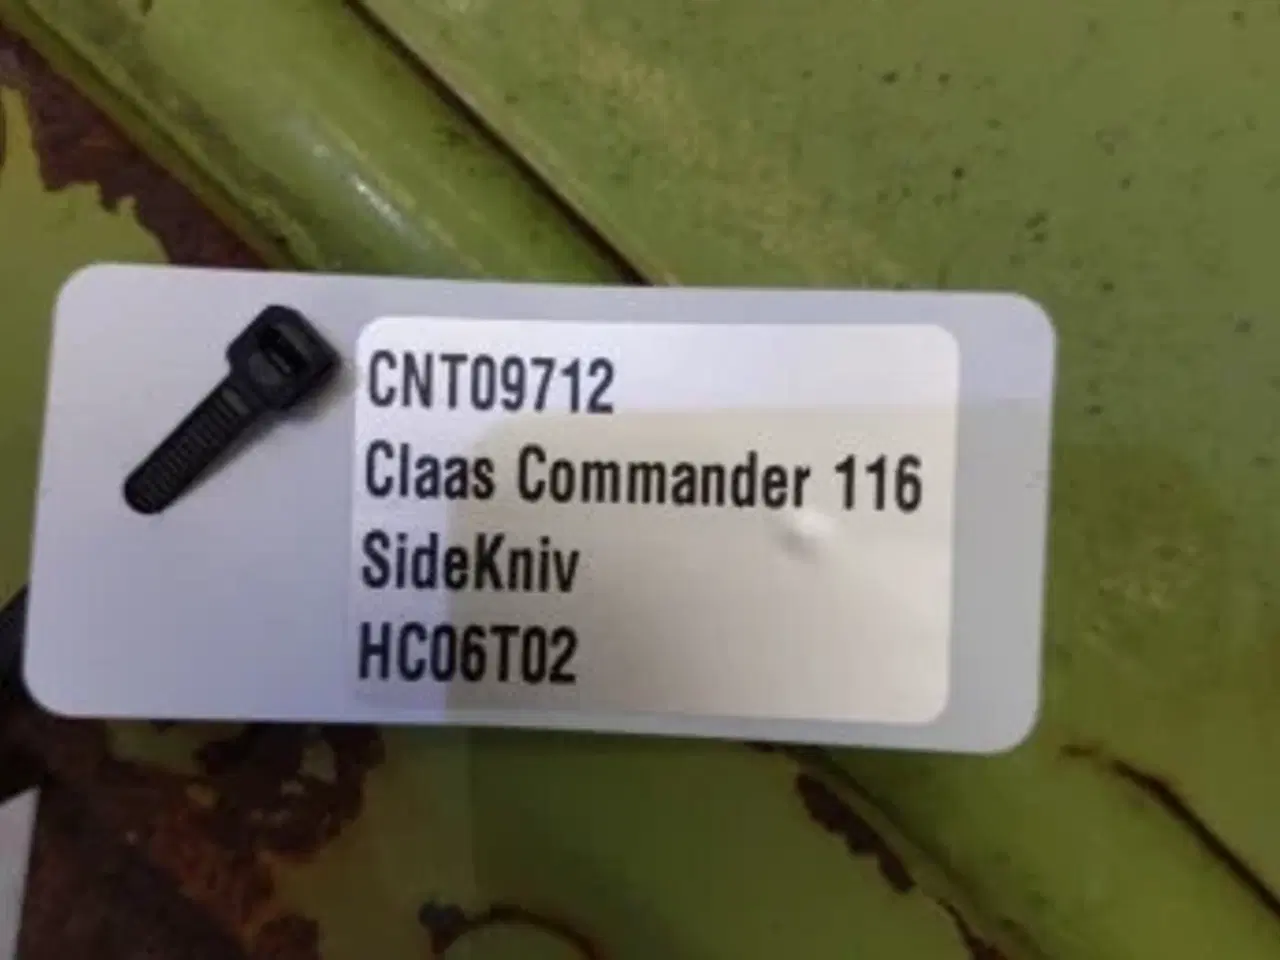 CNT09712
Claas Commander 116
SideKniv
HC06T02